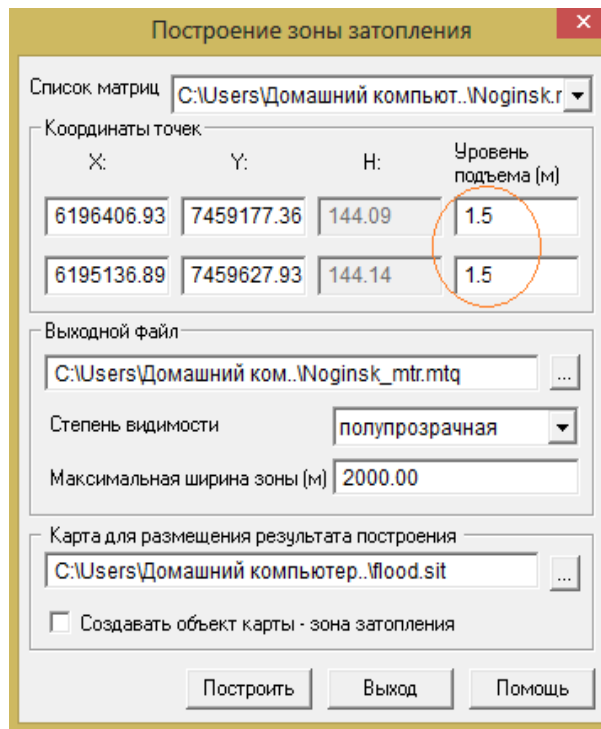 Построение зоны затопления
Список матриц C:\Users\Домашний компьют..\Noginsk.r
Координаты точек
X: Y: H: Уровень подъема (м)
6196406.93 7459177.36 144.09 1.5
6195136.89 7459627.93 144.14 1.5
Выходной файл
C:\Users\Домашний ком..\Noginsk_mtr.mtq ...
Степень видимости полупрозрачная
Максимальная ширина зоны (м) 2000.00
Карта для размещения результата построения
C:\Users\Домашний компьютер..\flood.sit ...
Создавать объект карты - зона затопления
Построить Выход Помощь